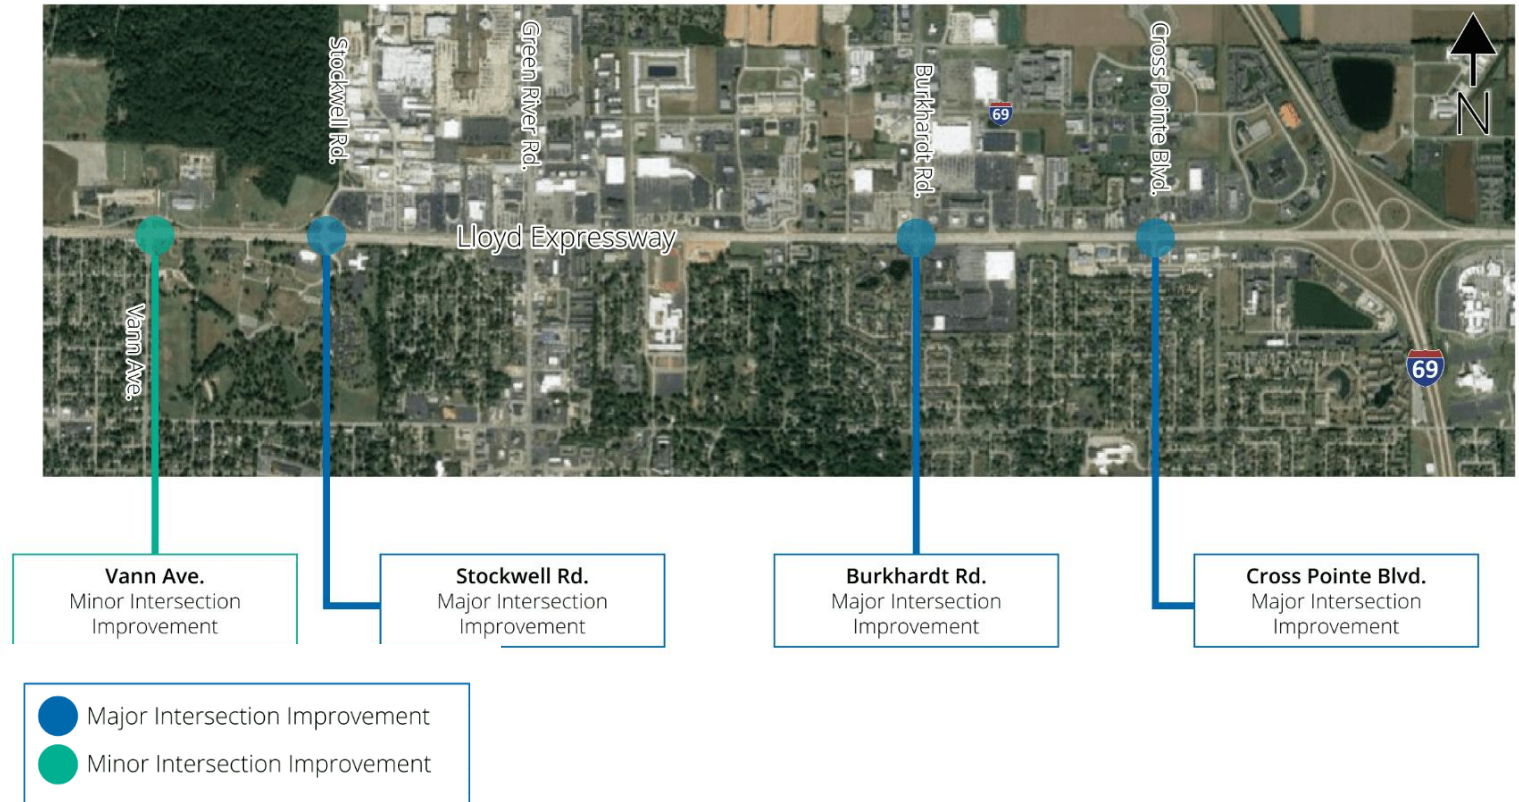 Stockwell Rd.
Green River Rd.
Burkhardt Rd.
69
Cross Pointe Blvd.
N
Lloyd Expressway
Vann Ave.
69
Vann Ave.
Minor Intersection
Improvement
Stockwell Rd.
Major Intersection
Improvement
Burkhardt Rd.
Major Intersection
Improvement
Cross Pointe Blvd.
Major Intersection
Improvement
Major Intersection Improvement
Minor Intersection Improvement